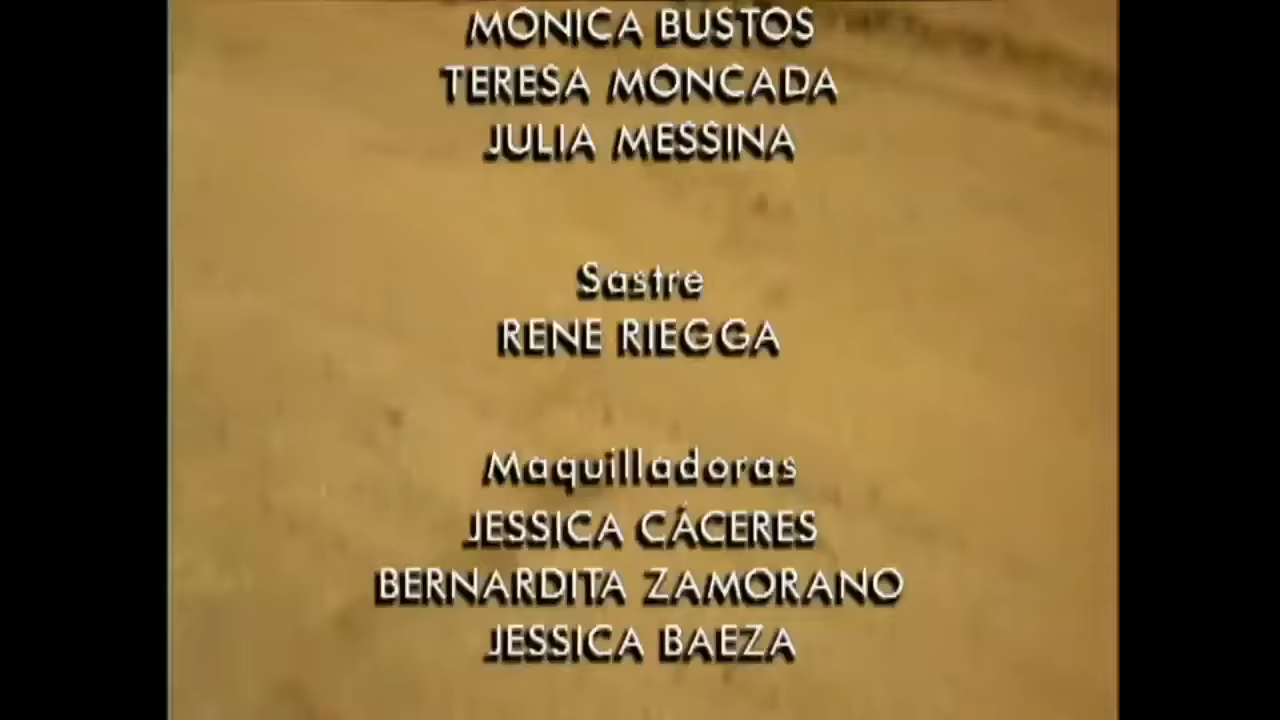 MONICA BUSTOS
TERESA MONCADA
JULIA MESSINA
Sastre
RENE RIEGGA
Maquilladoras
JESSICA CÁCERES
BERNARDITA ZAMORANO
JESSICA BAEZA